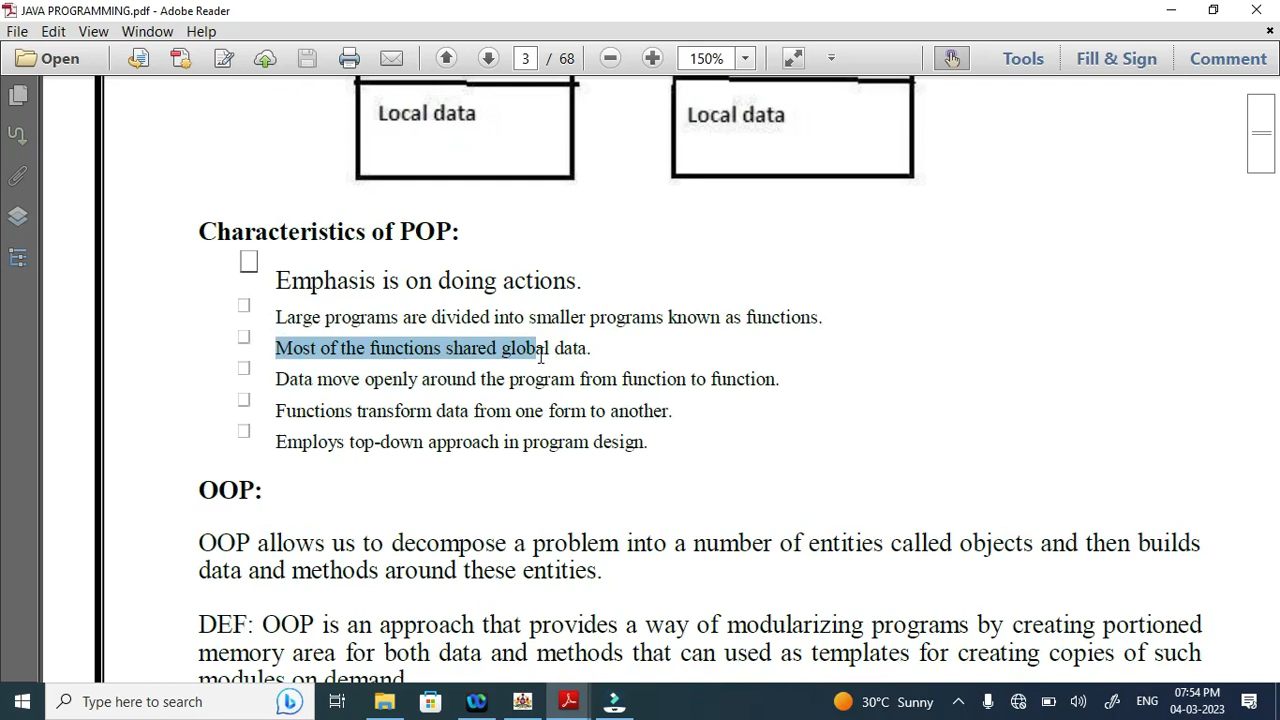 JAVA PROGRAMMING.pdf - Adobe Reader
File Edit View Window Help
Open 3 / 68 150% Tools Fill & Sign Comment
Local data Local data
Characteristics of POP:
Emphasis is on doing actions.
Large programs are divided into smaller programs known as functions.
Most of the functions shared global data.
Data move openly around the program from function to function.
Functions transform data from one form to another.
Employs top-down approach in program design.
OOP:
OOP allows us to decompose a problem into a number of entities called objects and then builds
data and methods around these entities.
DEF: OOP is an approach that provides a way of modularizing programs by creating portioned
memory area for both data and methods that can used as templates for creating copies of such
modules on demand
Type here to search 30°C Sunny ENG 07:54 PM
04-03-2023